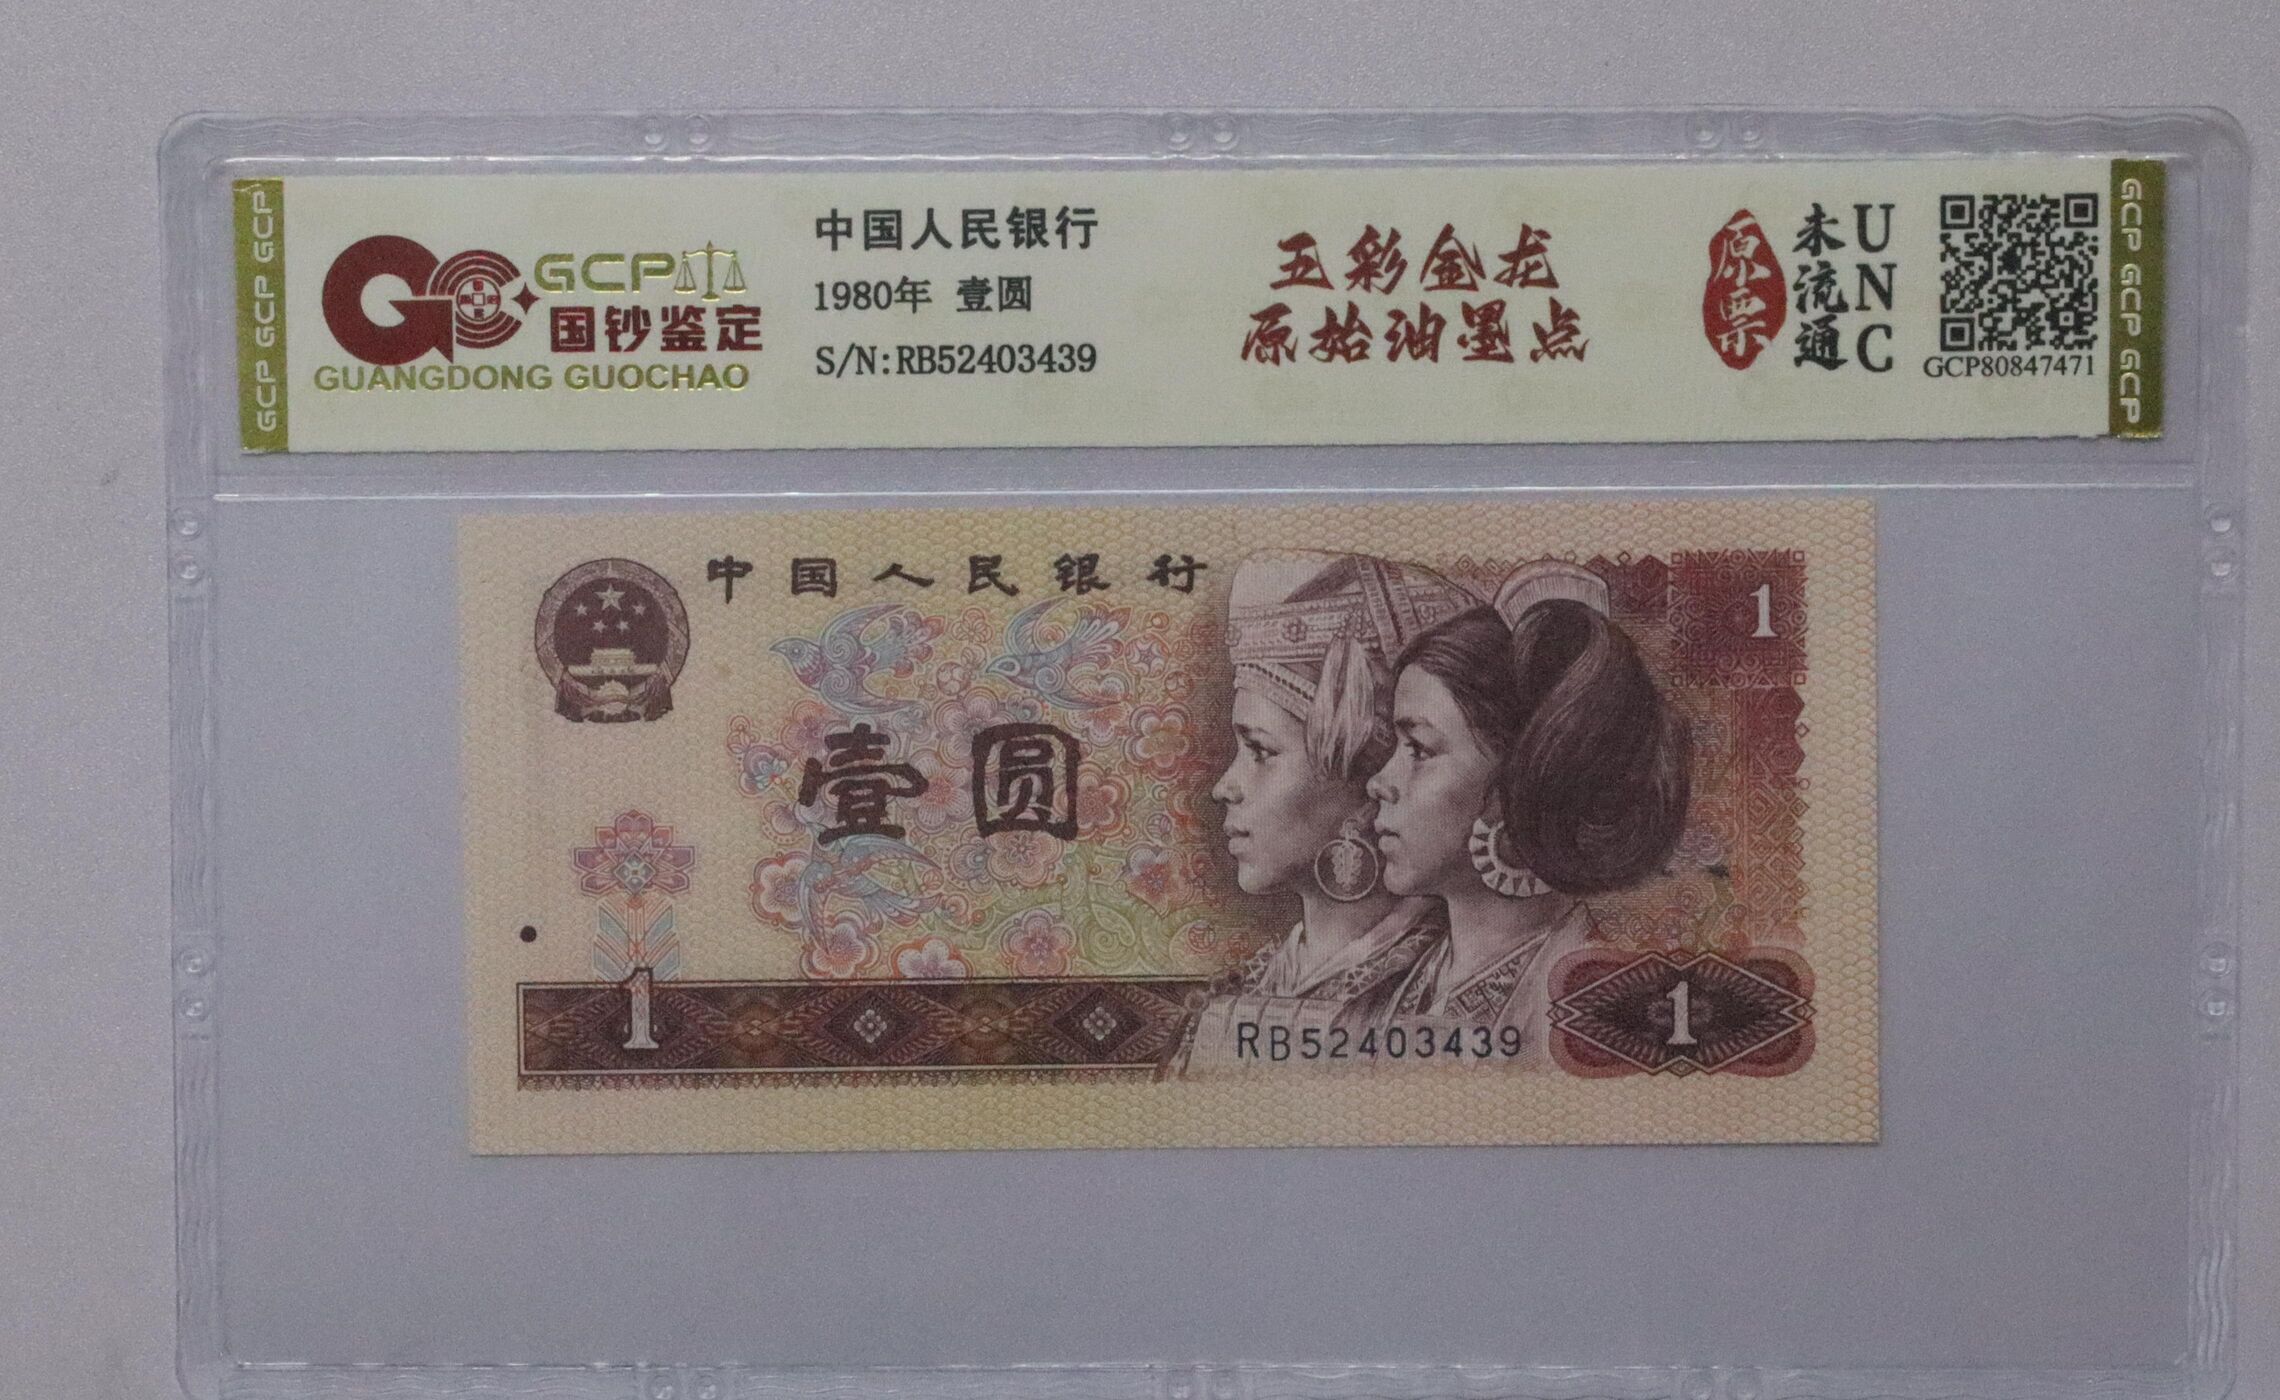 GCP GCP GCP
GCP
国钞鉴定
GUANGDONG GUOCHAO
中国人民银行
1980年 壹圆
S/N:RB52403439
五彩金龙
原始油墨点
原票
未流通
UNC
GCP80847471
GCP GCP GCP
中国人民银行
1
壹圆
1
RB52403439
1